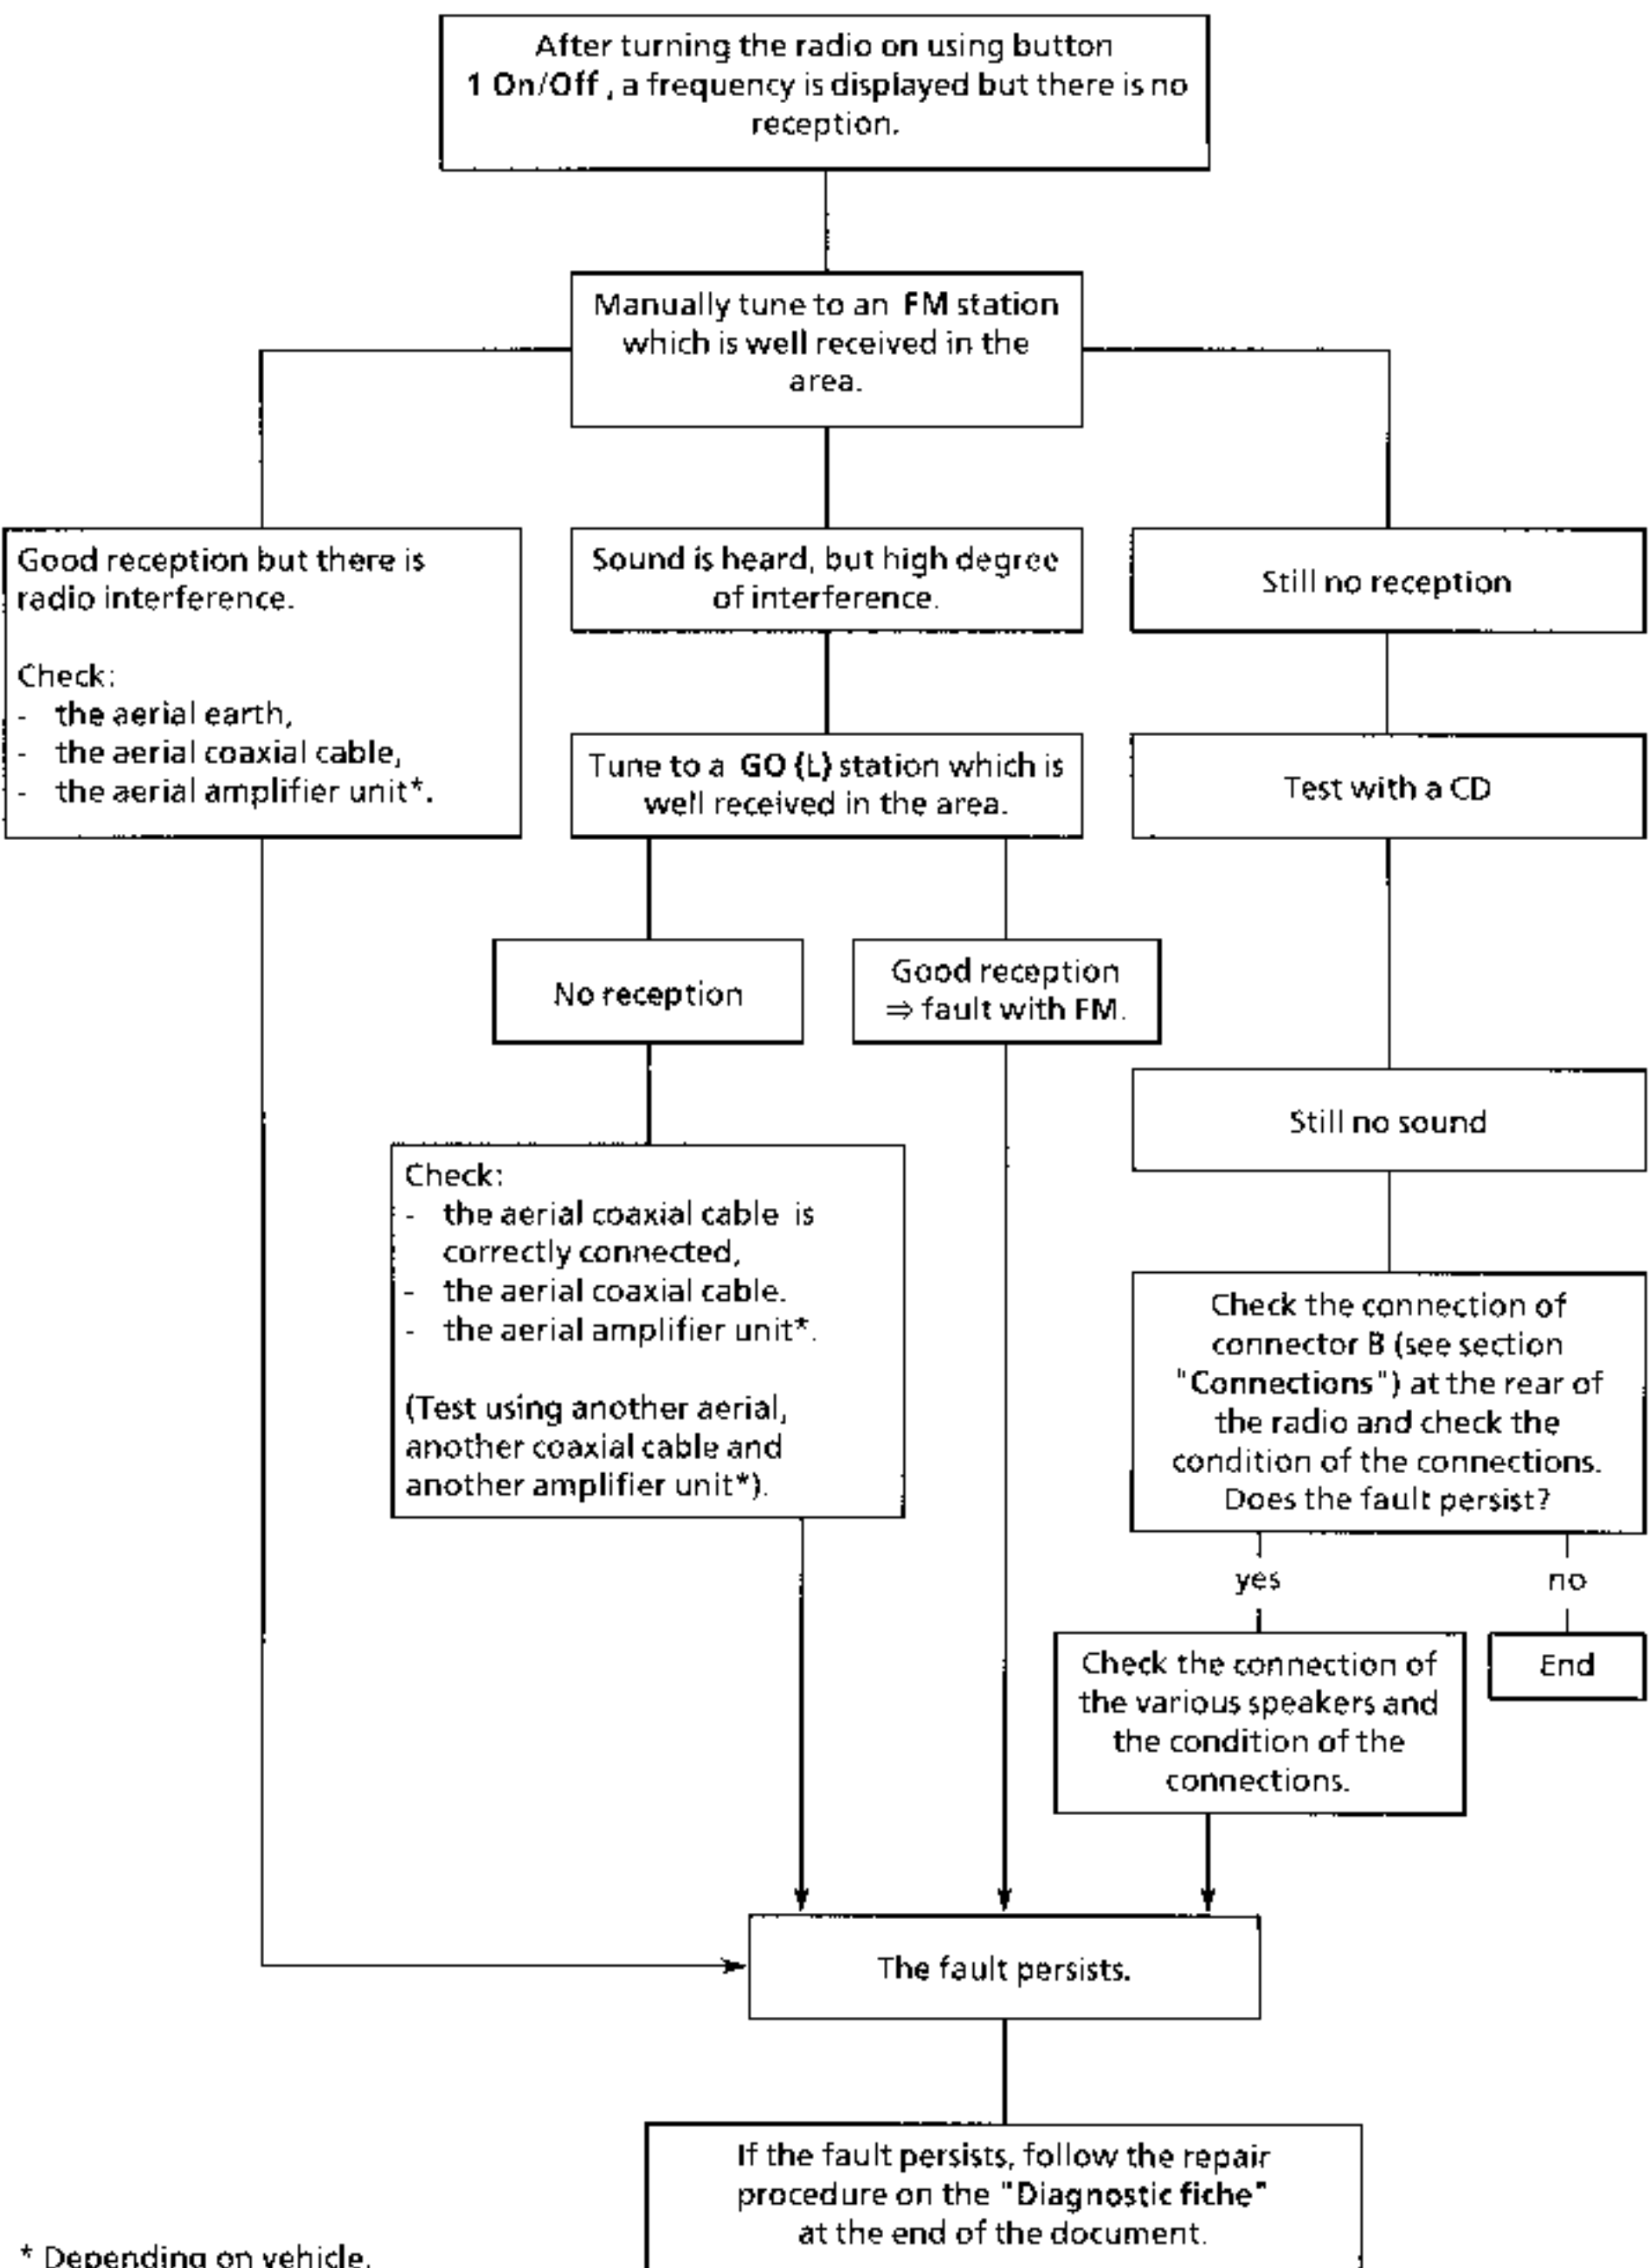 After turning the radio on using button
1 On/Off , a frequency is displayed but there is no
reception.
Manually tune to an FM station
which is well received in the
area.
Good reception but there is
radio interference.
Check:
- the aerial earth,
- the aerial coaxial cable,
- the aerial amplifier unit*.
Sound is heard, but high degree
of interference.
Still no reception
Tune to a GO (L) station which is
well received in the area.
Test with a CD
No reception
Good reception
⇒ fault with FM.
Still no sound
Check:
- the aerial coaxial cable is
correctly connected,
- the aerial coaxial cable.
- the aerial amplifier unit*.
(Test using another aerial,
another coaxial cable and
another amplifier unit*).
Check the connection of
connector B (see section
"Connections") at the rear of
the radio and check the
condition of the connections.
Does the fault persist?
yes
no
Check the connection of
the various speakers and
the condition of the
connections.
End
The fault persists.
If the fault persists, follow the repair
procedure on the "Diagnostic fiche"
at the end of the document.
* Depending on vehicle.